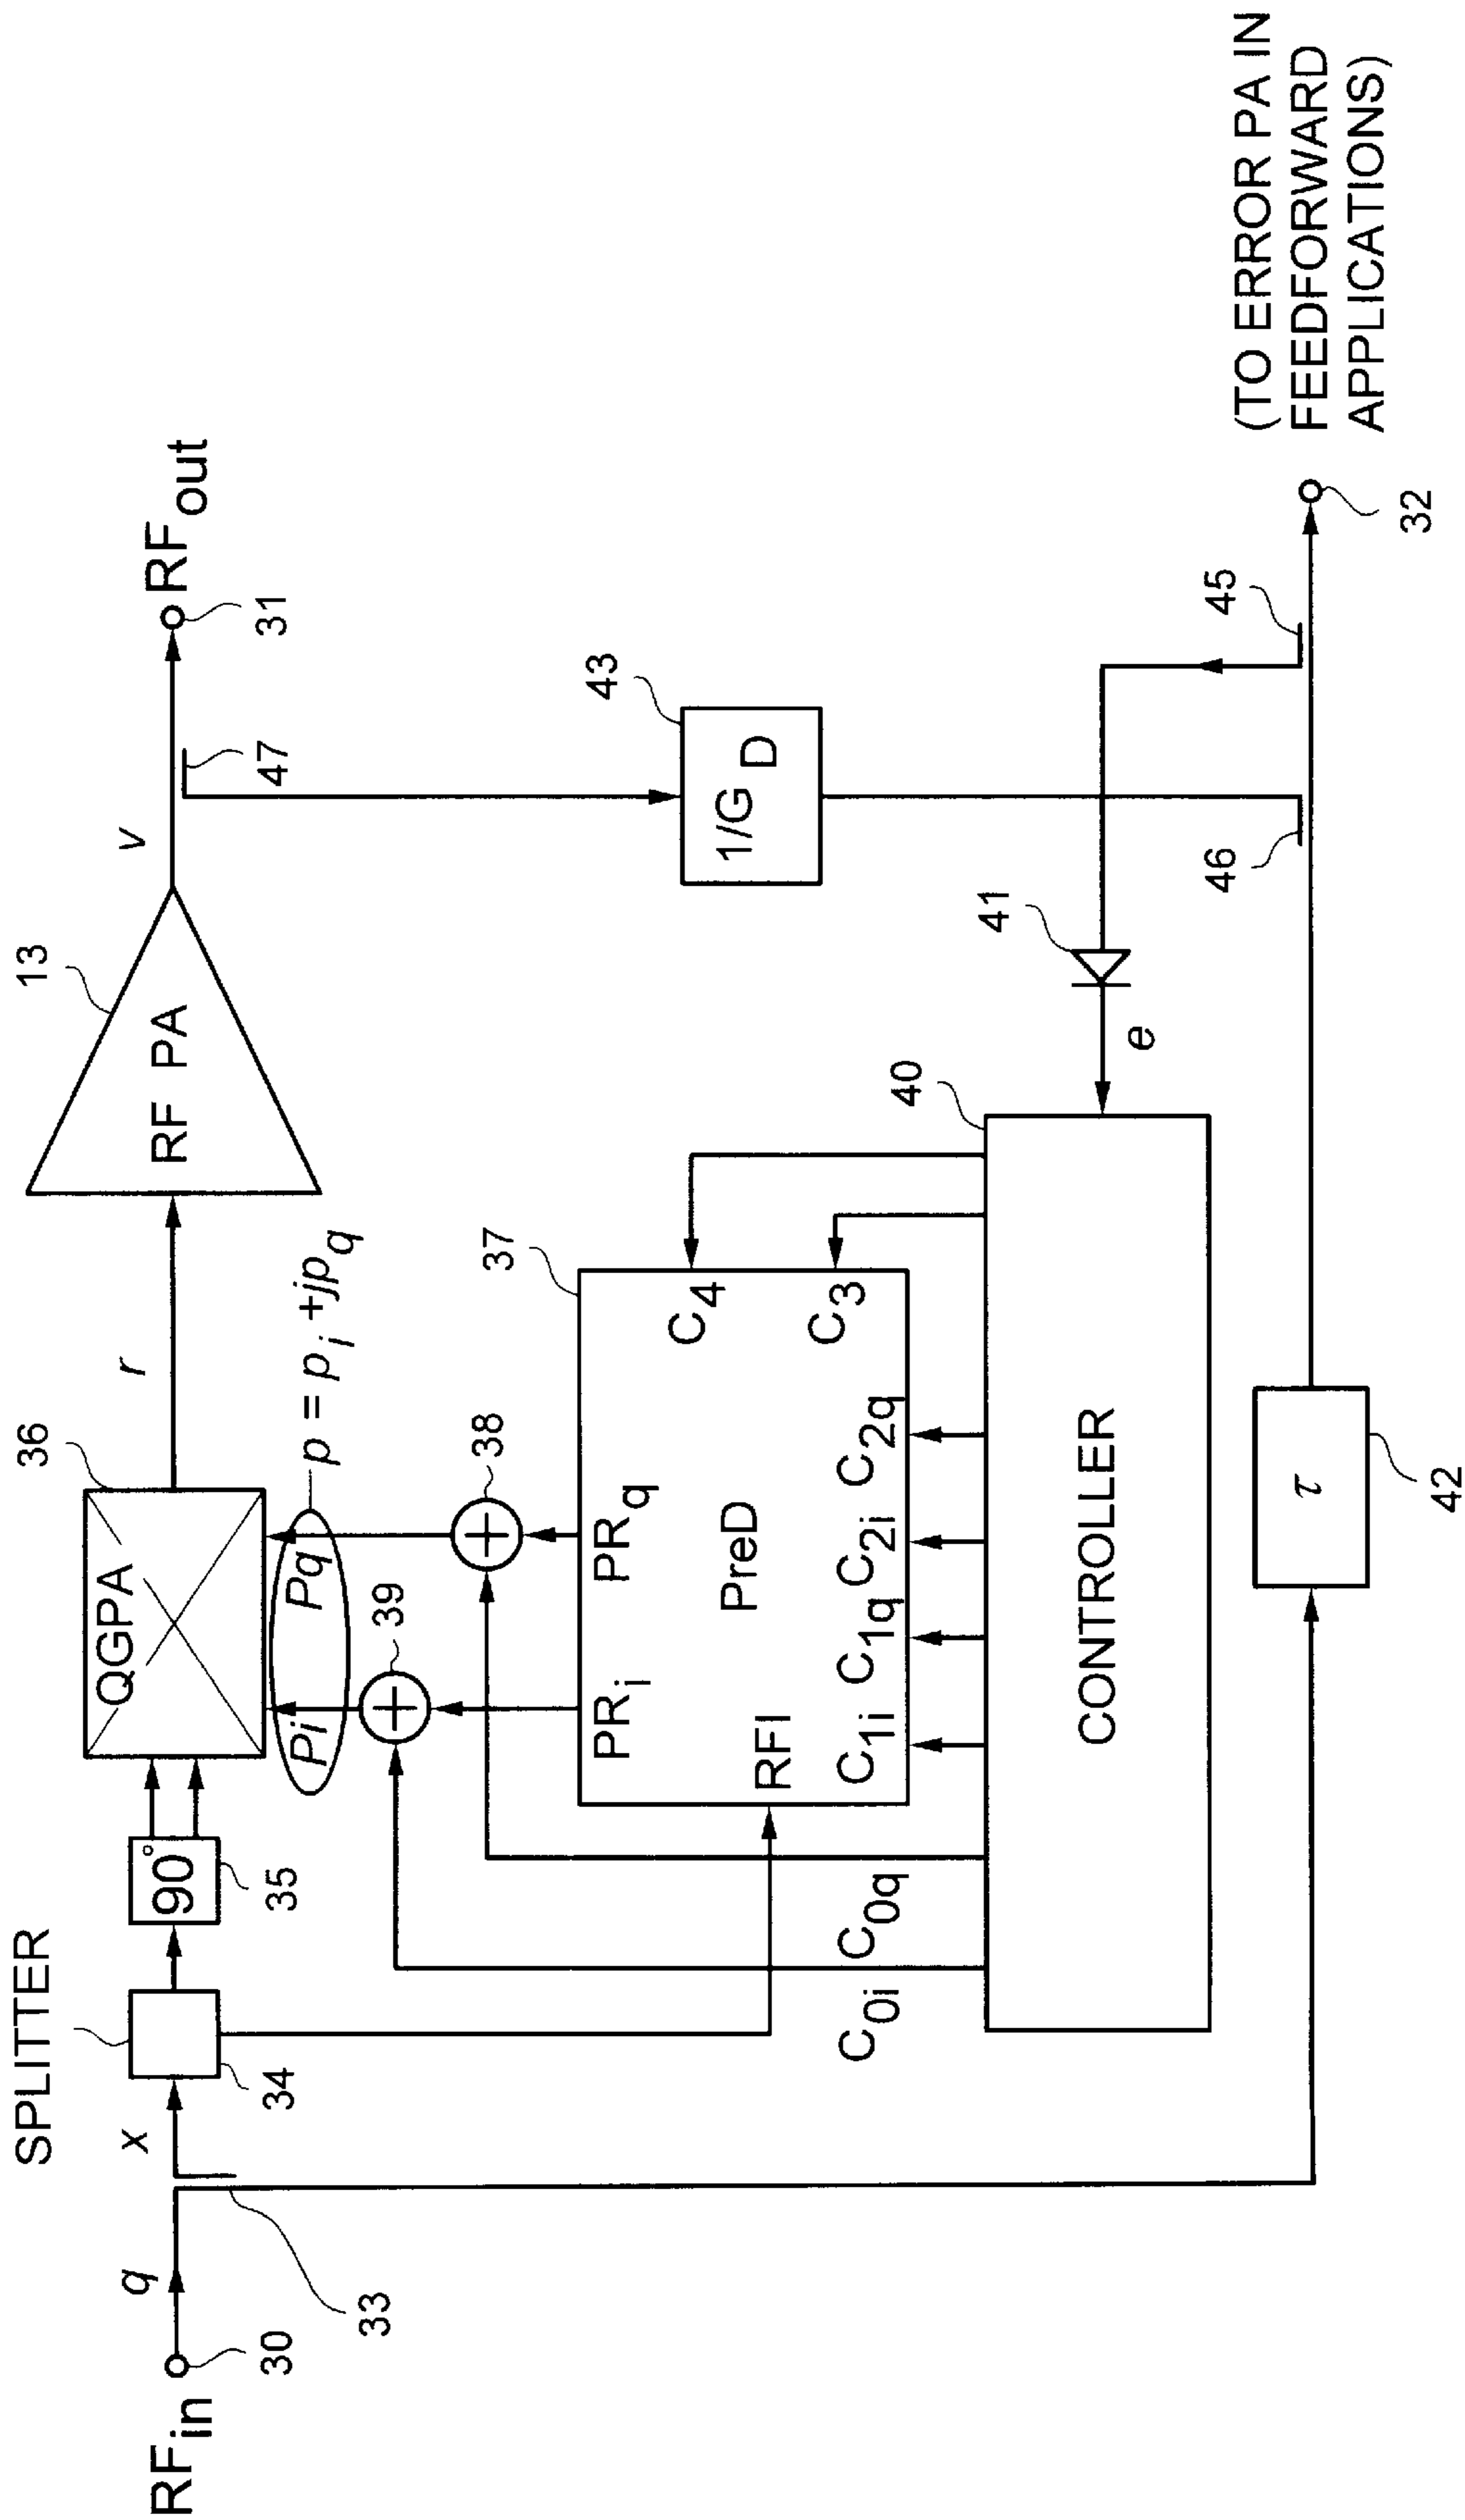 RFin
30
q
33
x
SPLITTER
34
90°
35
QGPA
36
Pi
Pq
p = pi +jpq
39
38
r
RF PA
13
v
47
RFout
31
PRi
PRq
37
PreD
RFI
C1i
C1q
C2i
C2q
C3
C4
C0i
C0q
CONTROLLER
40
e
41
1/G D
43
τ
42
46
45
32
(TO ERROR PA IN
FEEDFORWARD
APPLICATIONS)